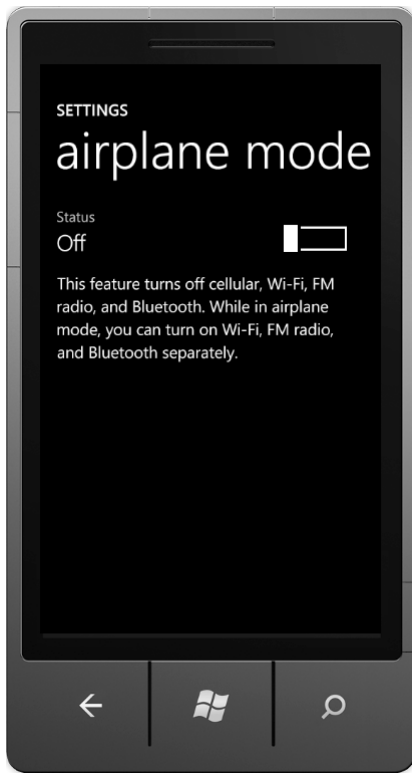 SETTINGS
airplane mode
Status
Off
This feature turns off cellular, Wi-Fi, FM
radio, and Bluetooth. While in airplane
mode, you can turn on Wi-Fi, FM radio,
and Bluetooth separately.